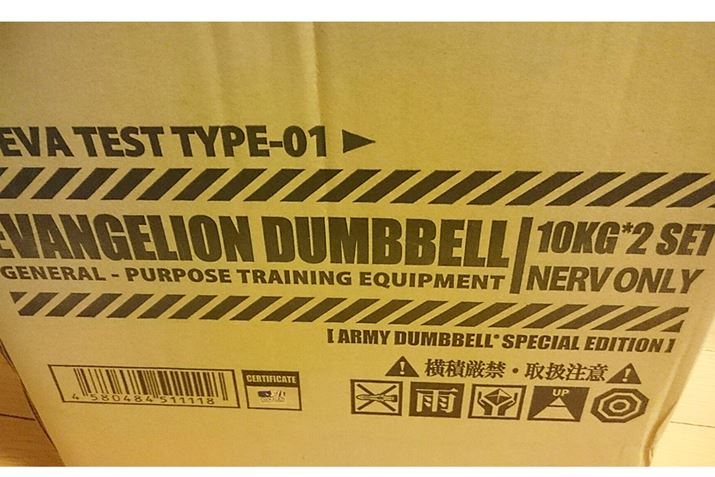 EVA TEST TYPE-01
EVANGELION DUMBBELL
GENERAL - PURPOSE TRAINING EQUIPMENT
10KG*2 SET
NERV ONLY
[ ARMY DUMBBELL* SPECIAL EDITION ]
横積厳禁・取扱注意
4 580484 511118
CERTIFICATE
雨
UP